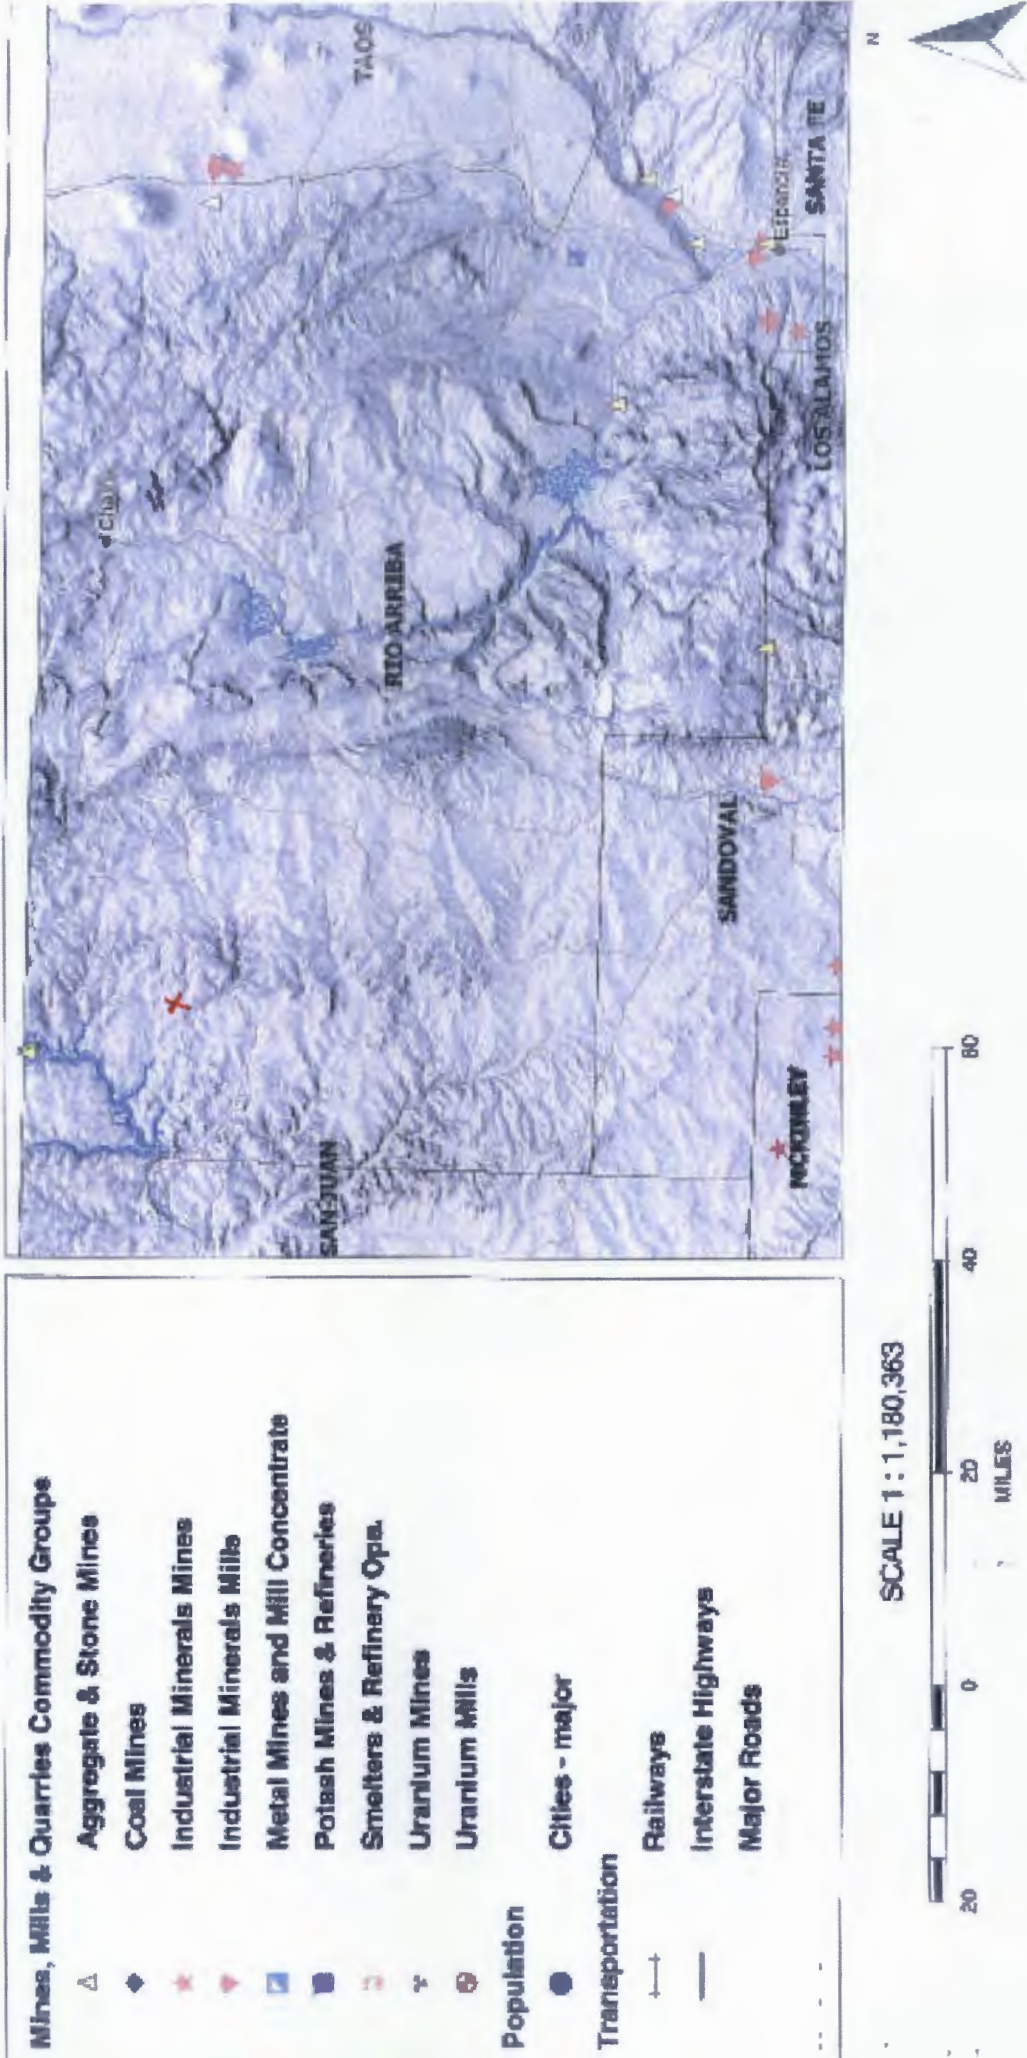 Mines, Mills & Quarries Commodity Groups
Aggregate & Stone Mines
Coal Mines
Industrial Minerals Mines
Industrial Minerals Mills
Metal Mines and Mill Concentrate
Potash Mines & Refineries
Smelters & Refinery Ops.
Uranium Mines
Uranium Mills
Population
Cities - major
Transportation
Railways
Interstate Highways
Major Roads
TAOS
RIO ARRIBA
SAN JUAN
SANDOVAL
MCKINLEY
LOS ALAMOS
Espanola
SANTA FE
N
SCALE 1 : 1,180,363
20
0
20
40
60
MILES